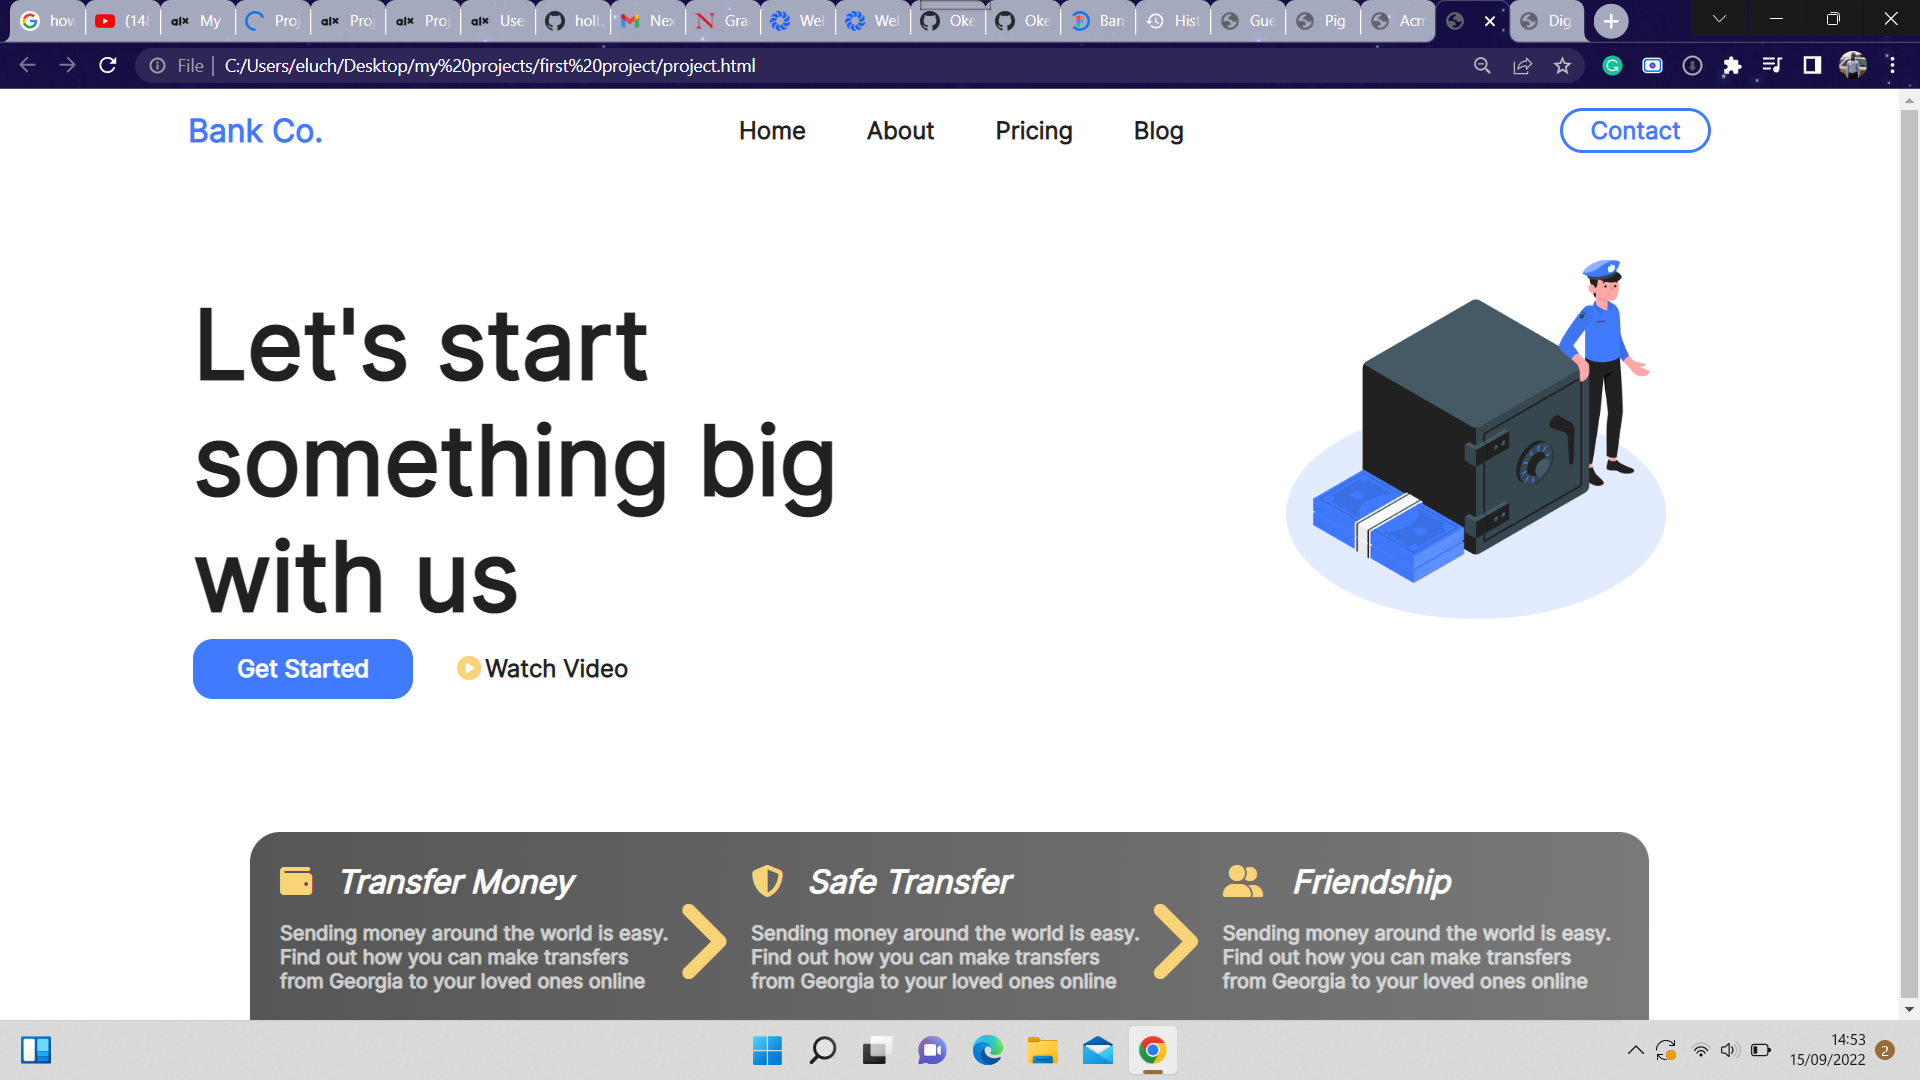 how
(148
My
Proj
Proj
Proj
Use
holl
Nex
Gra
Wel
Wel
Oke
Oke
Ban
Hist
Gue
Pig
Acm
Dig
File
C:/Users/eluch/Desktop/my%20projects/first%20project/project.html
Bank Co.
Home
About
Pricing
Blog
Contact
Let's start
something big
with us
Get Started
Watch Video
Transfer Money
Sending money around the world is easy.
Find out how you can make transfers
from Georgia to your loved ones online
Safe Transfer
Sending money around the world is easy.
Find out how you can make transfers
from Georgia to your loved ones online
Friendship
Sending money around the world is easy.
Find out how you can make transfers
from Georgia to your loved ones online
14:53
15/09/2022
2